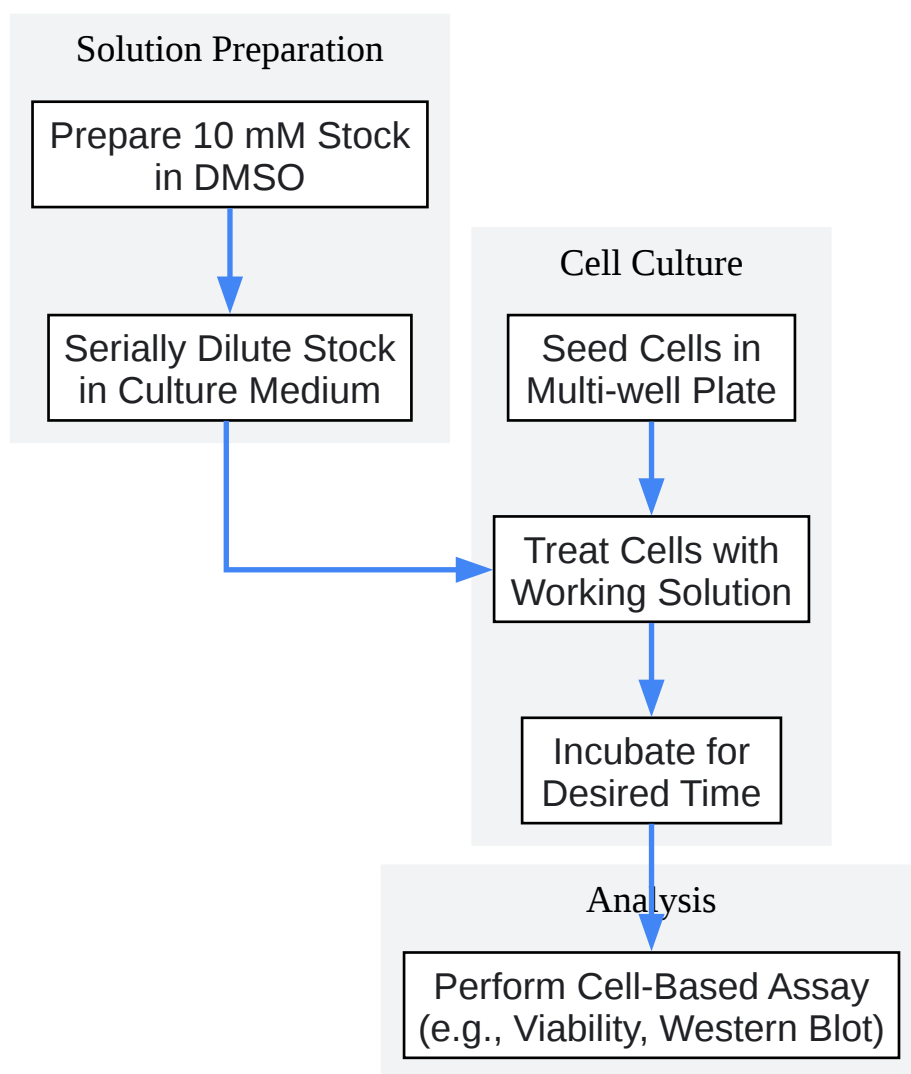 Solution Preparation
Prepare 10 mM Stock
in DMSO
Serially Dilute Stock
in Culture Medium
Cell Culture
Seed Cells in
Multi-well Plate
Treat Cells with
Working Solution
Incubate for
Desired Time
Analysis
Perform Cell-Based Assay
(e.g., Viability, Western Blot)